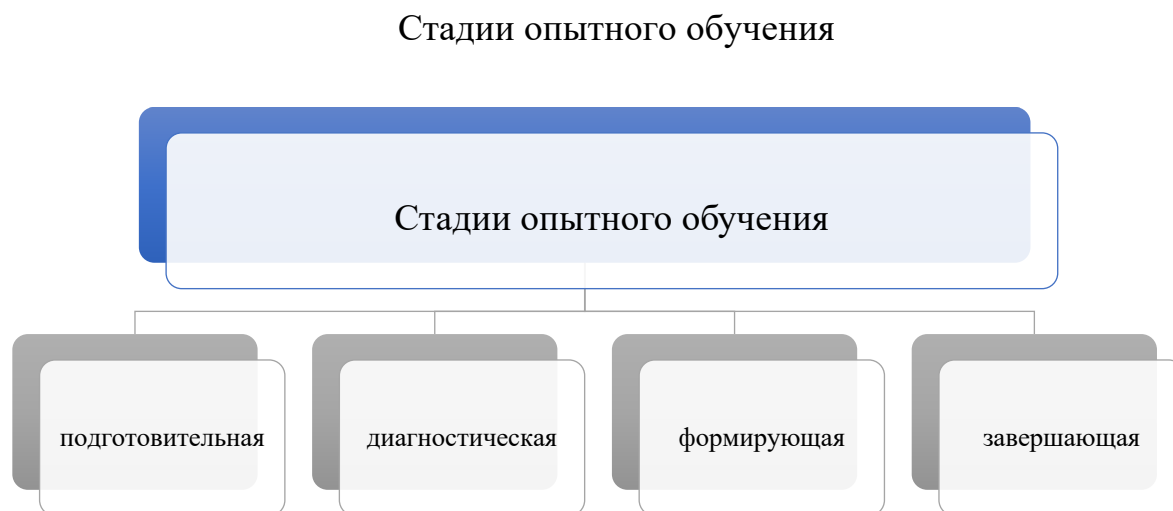 Стадии опытного обучения
Стадии опытного обучения
подготовительная
диагностическая
формирующая
завершающая